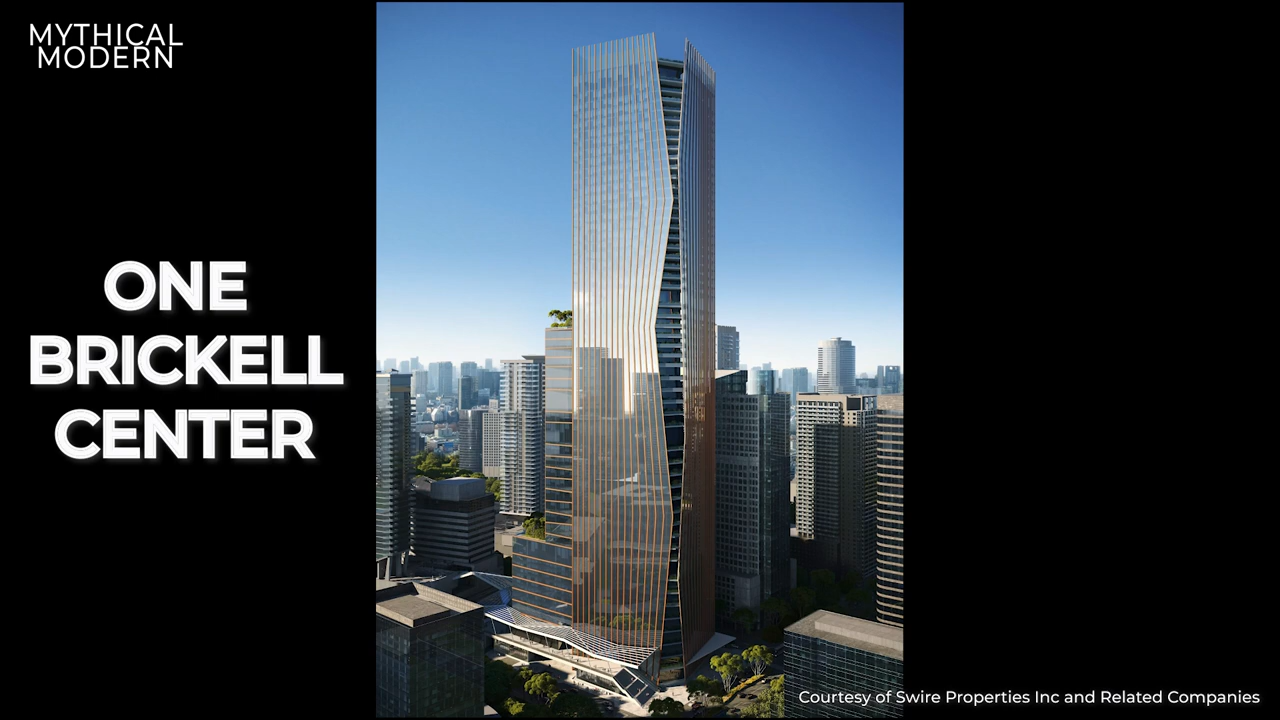 MYTHICAL
MODERN
ONE
BRICKELL
CENTER
Courtesy of Swire Properties Inc and Related Companies